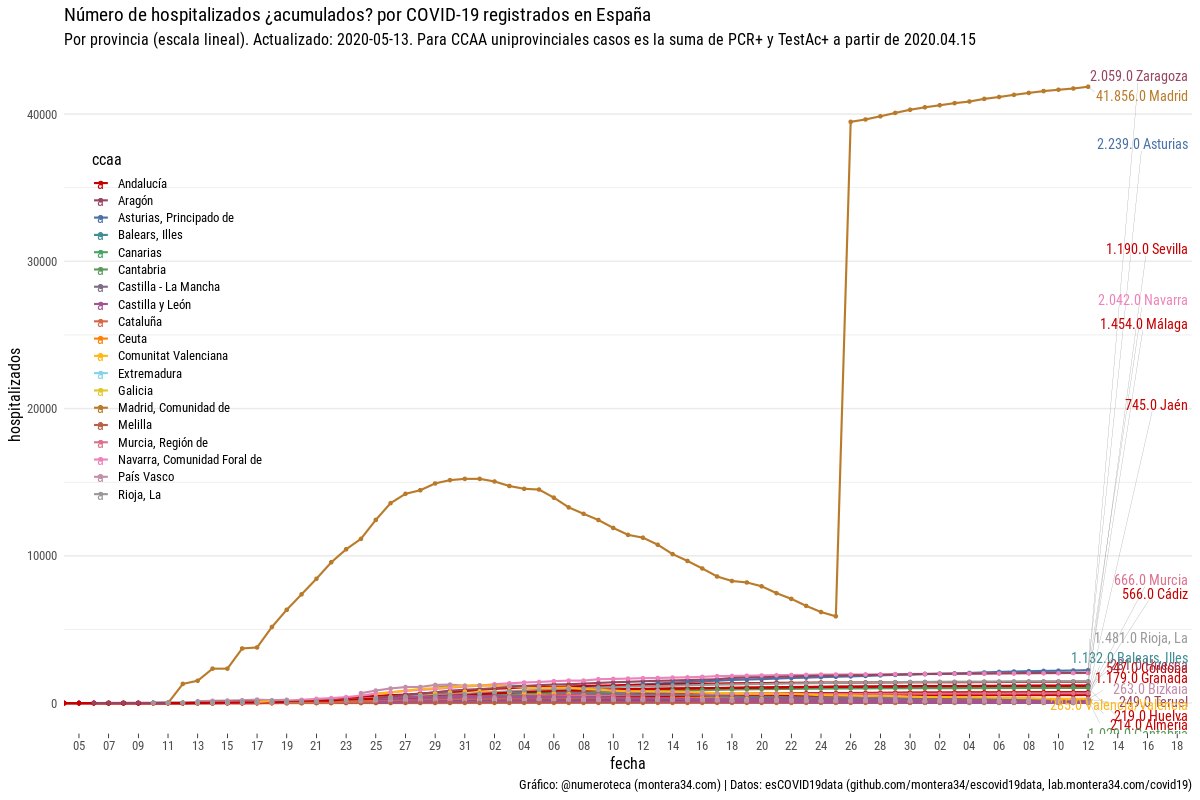 Número de hospitalizados ¿acumulados? por COVID-19 registrados en España
Por provincia (escala lineal). Actualizado: 2020-05-13. Para CCAA uniprovinciales casos es la suma de PCR+ y TestAc+ a partir de 2020.04.15
2.059.0 Zaragoza
41.856.0 Madrid
40000
2.239.0 Asturias
ccaa
Andalucía
Aragón
Asturias, Principado de
Balears, Illes
Canarias
Cantabria
Castilla - La Mancha
Castilla y León
Cataluña
Ceuta
Comunitat Valenciana
Extremadura
Galicia
Madrid, Comunidad de
Melilla
Murcia, Región de
Navarra, Comunidad Foral de
País Vasco
Rioja, La
1.190.0 Sevilla
30000
2.042.0 Navarra
1.454.0 Málaga
745.0 Jaén
20000
hospitalizados
10000
666.0 Murcia
566.0 Cádiz
1.481.0 Rioja, La
1.132.0 Balears, Illes
Córdoba
1.179.0 Granada
263.0 Bizkaia
249.0 Teruel
Valencia/València
0
219.0 Huelva
214.0 Almería
Cantabria
05 07 09 11 13 15 17 19 21 23 25 27 29 31 02 04 06 08 10 12 14 16 18 20 22 24 26 28 30 02 04 06 08 10 12 14 16 18
fecha
Gráfico: @numeroteca (montera34.com) | Datos: esCOVID19data (github.com/montera34/escovid19data, lab.montera34.com/covid19)